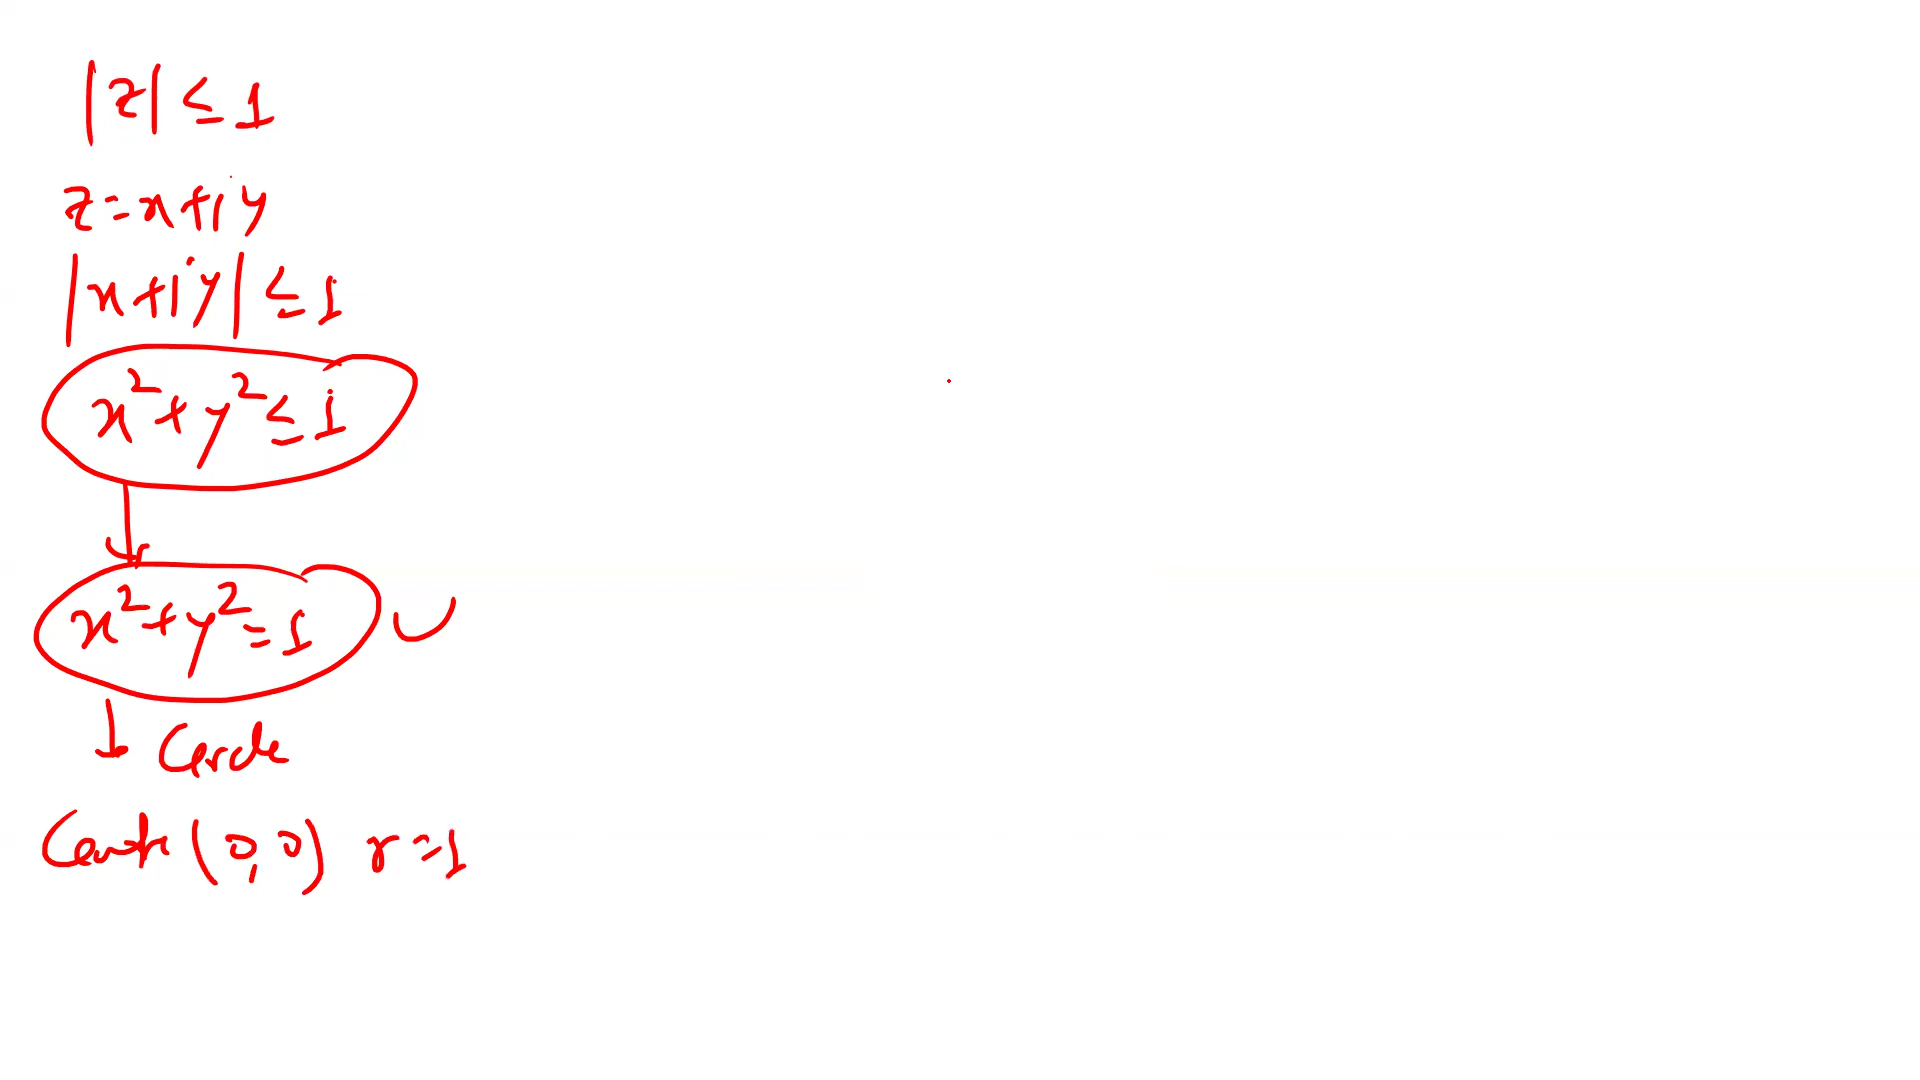 |z| ≤ 1
z = x + iy
|x + iy| ≤ 1
x² + y² ≤ 1
x² + y² = 1
↓ Circle
Centre (0,0) r = 1